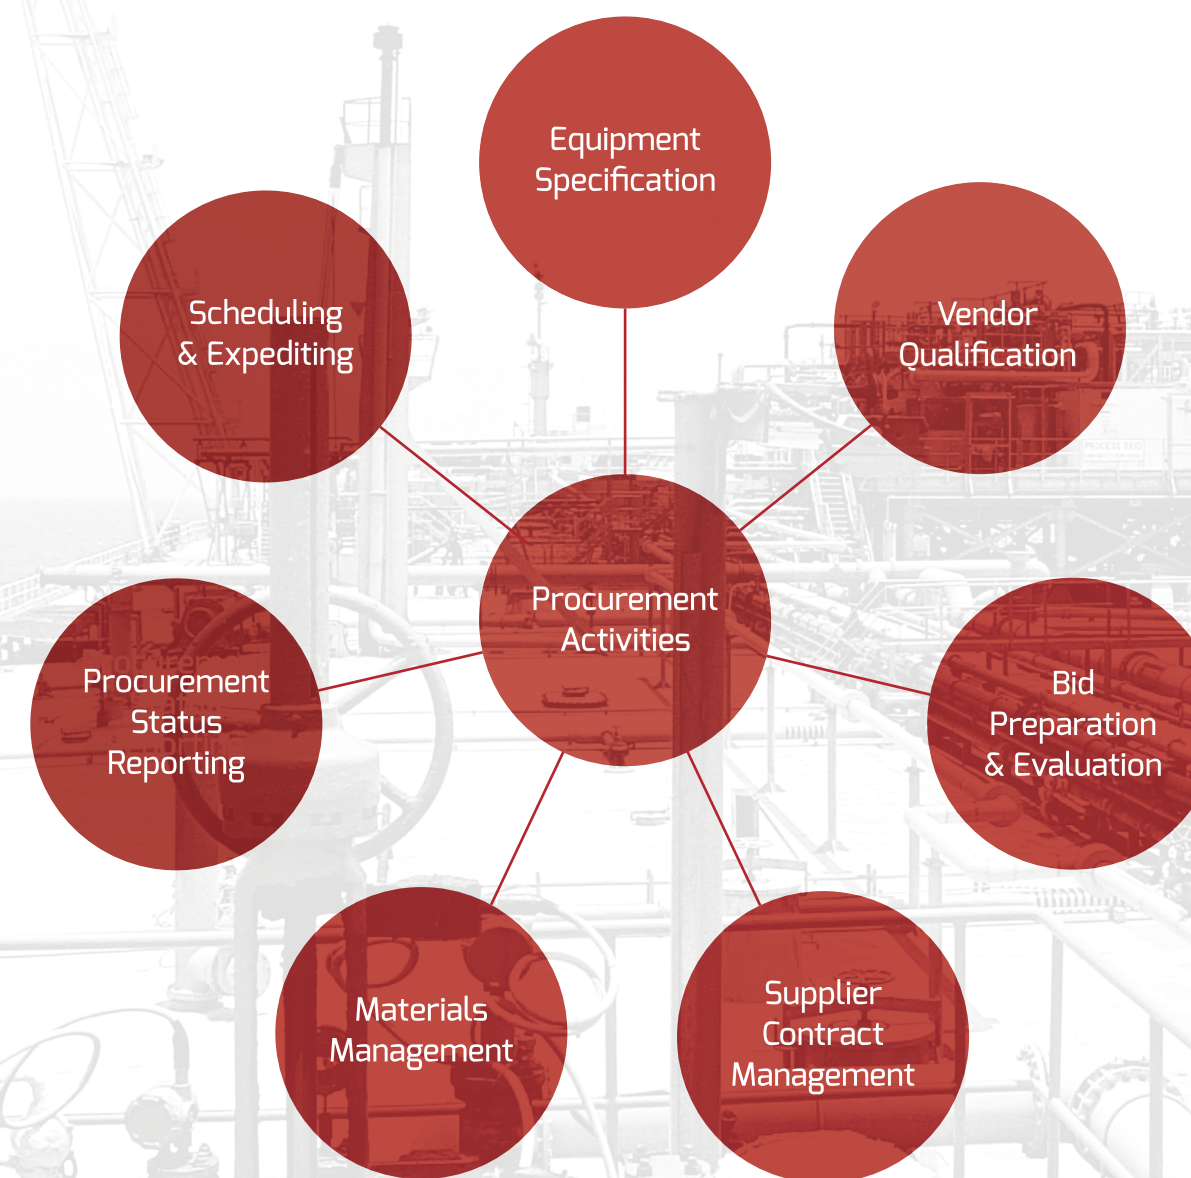 Equipment
Specification
Vendor
Qualification
Bid
Preparation
& Evaluation
Supplier
Contract
Management
Materials
Management
Procurement
Status
Reporting
Scheduling
& Expediting
Procurement
Activities